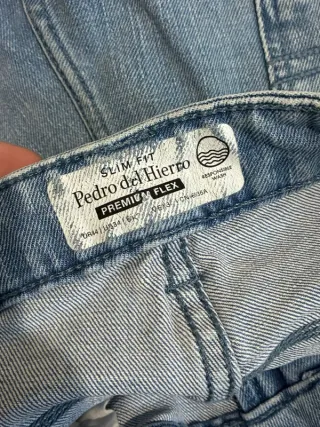 SLIM FIT
Pedro del Hierro
PREMIUM FLEX
RESPONSIBLE
WASH